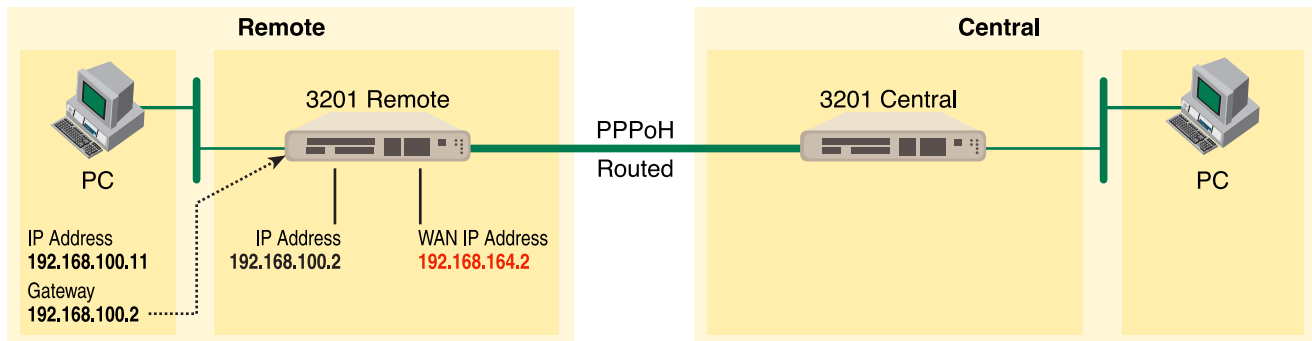 Remote
Central
3201 Remote
3201 Central
PPPoH
Routed
PC
PC
IP Address
192.168.100.11
Gateway
192.168.100.2
IP Address
192.168.100.2
WAN IP Address
192.168.164.2